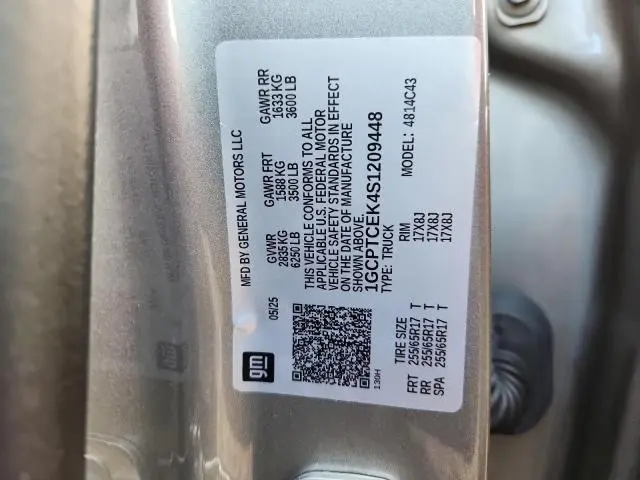 gm
MFD BY GENERAL MOTORS LLC
05/25
GVWR GAWR FRT GAWR RR
2835 KG 1588 KG 1633 KG
6250 LB 3500 LB 3600 LB
THIS VEHICLE CONFORMS TO ALL
APPLICABLE U.S. FEDERAL MOTOR
VEHICLE SAFETY STANDARDS IN EFFECT
ON THE DATE OF MANUFACTURE
SHOWN ABOVE.
1GCPTCEK4S1209448
TYPE: TRUCK
MODEL: 4814C43
130H
TIRE SIZE RIM
FRT 255/65R17 T 17X8J
RR 255/65R17 T 17X8J
SPA 255/65R17 T 17X8J